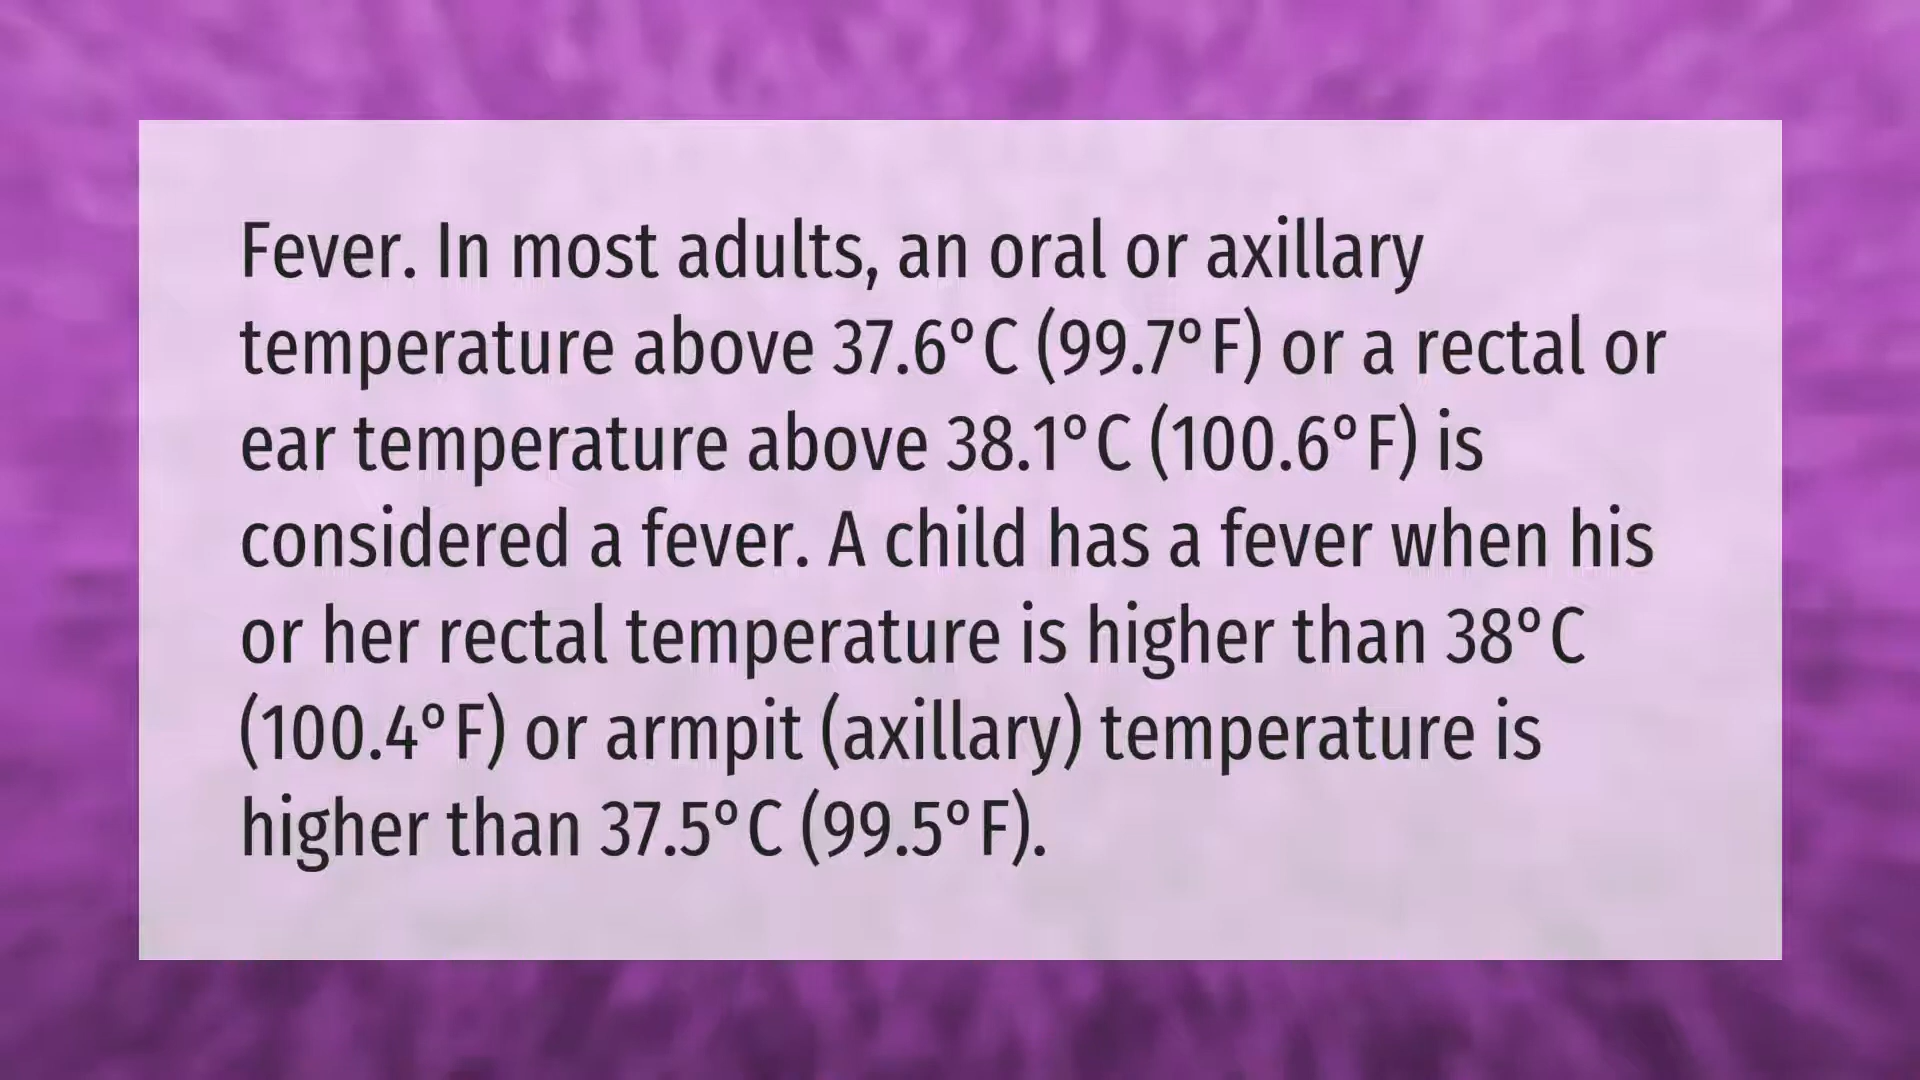 Fever. In most adults, an oral or axillary
temperature above 37.6°C (99.7°F) or a rectal or
ear temperature above 38.1°C (100.6°F) is
considered a fever. A child has a fever when his
or her rectal temperature is higher than 38°C
(100.4°F) or armpit (axillary) temperature is
higher than 37.5°C (99.5°F).